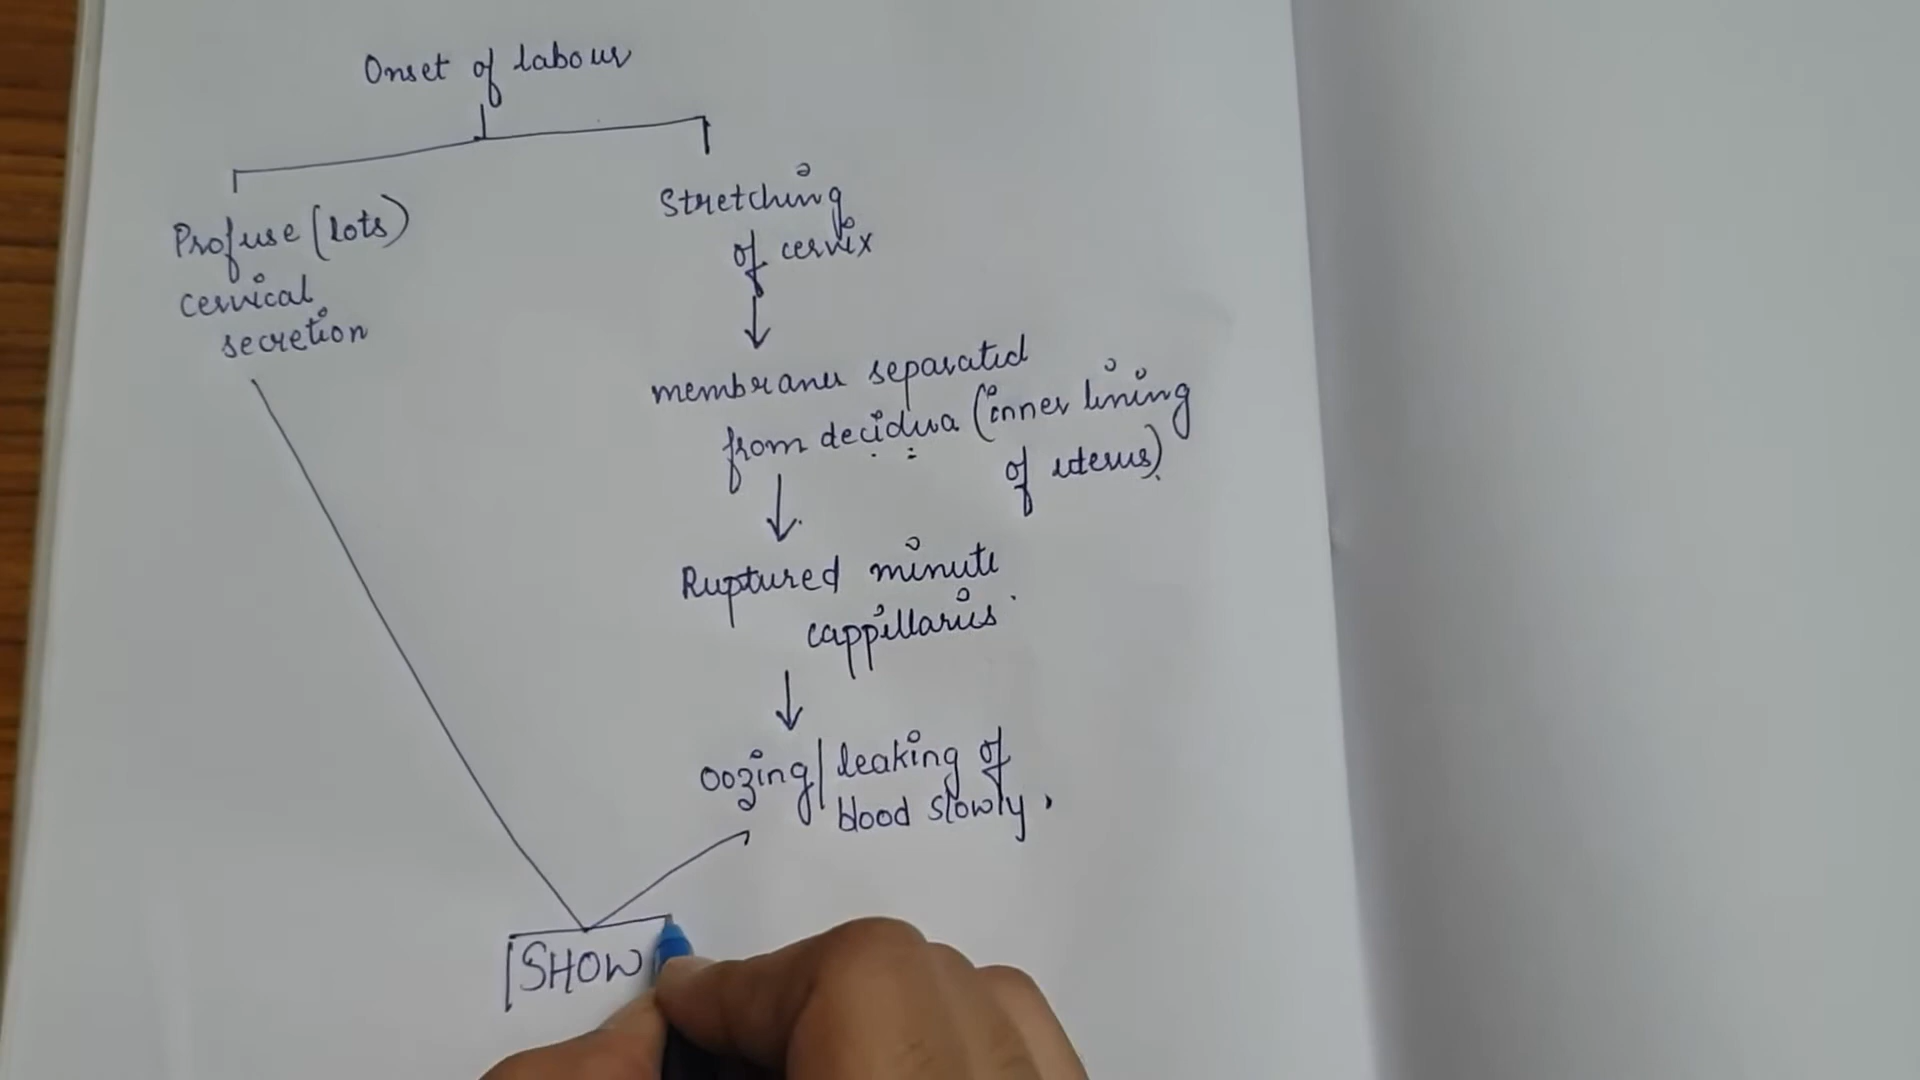 Onset of labour
Profuse (lots)
cervical
secretion
Stretching
of cervix
membranes separated
from decidua (inner lining
of uterus).
Ruptured minute
cappillaries
oozing/leaking of
blood slowly.
SHOW